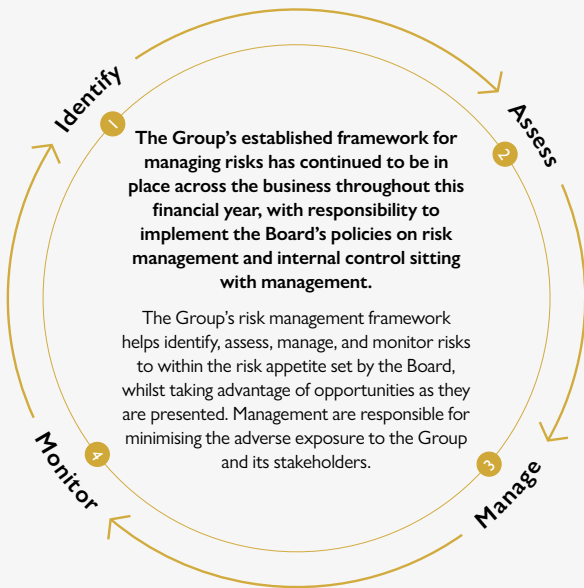 Identify
1
Assess
2
The Group's established framework for
managing risks has continued to be in
place across the business throughout this
financial year, with responsibility to
implement the Board's policies on risk
management and internal control sitting
with management.
The Group's risk management framework
helps identify, assess, manage, and monitor risks
to within the risk appetite set by the Board,
whilst taking advantage of opportunities as they
are presented. Management are responsible for
minimising the adverse exposure to the Group
and its stakeholders.
3
Manage
4
Monitor